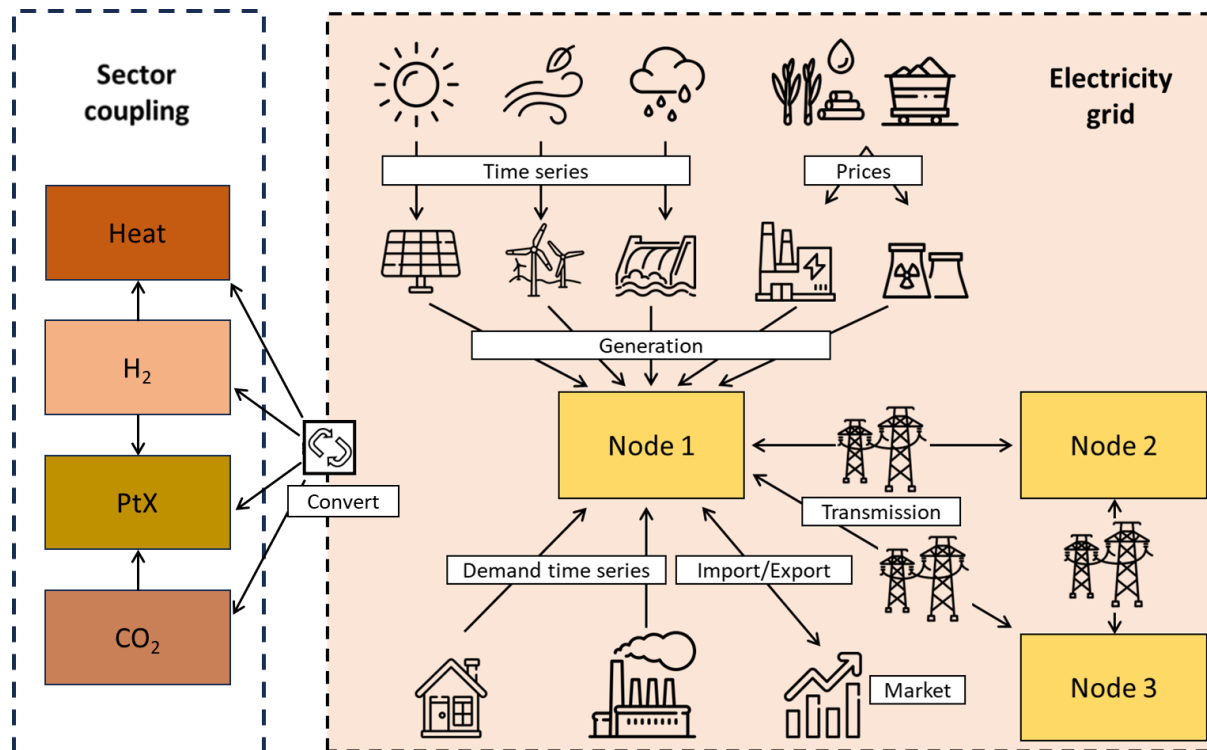 Sector
coupling
Heat
H₂
PtX
CO₂
Convert
Electricity
grid
Time series
Prices
Generation
Node 1
Node 2
Transmission
Demand time series
Import/Export
Market
Node 3